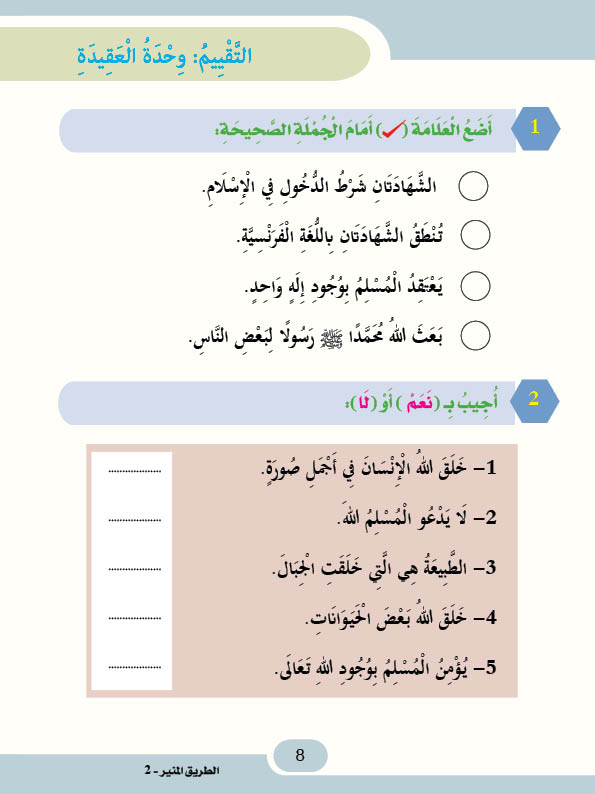 التَّقْيِيمُ: وِحْدَةُ الْعَقِيدَةِ
1 أَضَعُ الْعَلَامَةَ (✓) أَمَامَ الْجُمْلَةِ الصَّحِيحَةِ:
الشَّهَادَتَانِ شَرْطُ الدُّخُولِ فِي الْإِسْلَامِ.
تُنْطَقُ الشَّهَادَتَانِ بِاللُّغَةِ الْفَرَنْسِيَّةِ.
يَعْتَقِدُ الْمُسْلِمُ بِوُجُودِ إِلَهٍ وَاحِدٍ.
بَعَثَ اللهُ مُحَمَّدًا ﷺ رَسُولًا لِبَعْضِ النَّاسِ.
2 أُجِيبُ بِـ (نَعَمْ) أَوْ (لَا):
1- خَلَقَ اللهُ الْإِنْسَانَ فِي أَجْمَلِ صُورَةٍ. ...................
2- لَا يَدْعُو الْمُسْلِمُ اللهَ. ...................
3- الطَّبِيعَةُ هِيَ الَّتِي خَلَقَتِ الْجِبَالَ. ...................
4- خَلَقَ اللهُ بَعْضَ الْحَيَوَانَاتِ. ...................
5- يُؤْمِنُ الْمُسْلِمُ بِوُجُودِ اللهِ تَعَالَى. ...................
8
الطريق المنير - 2